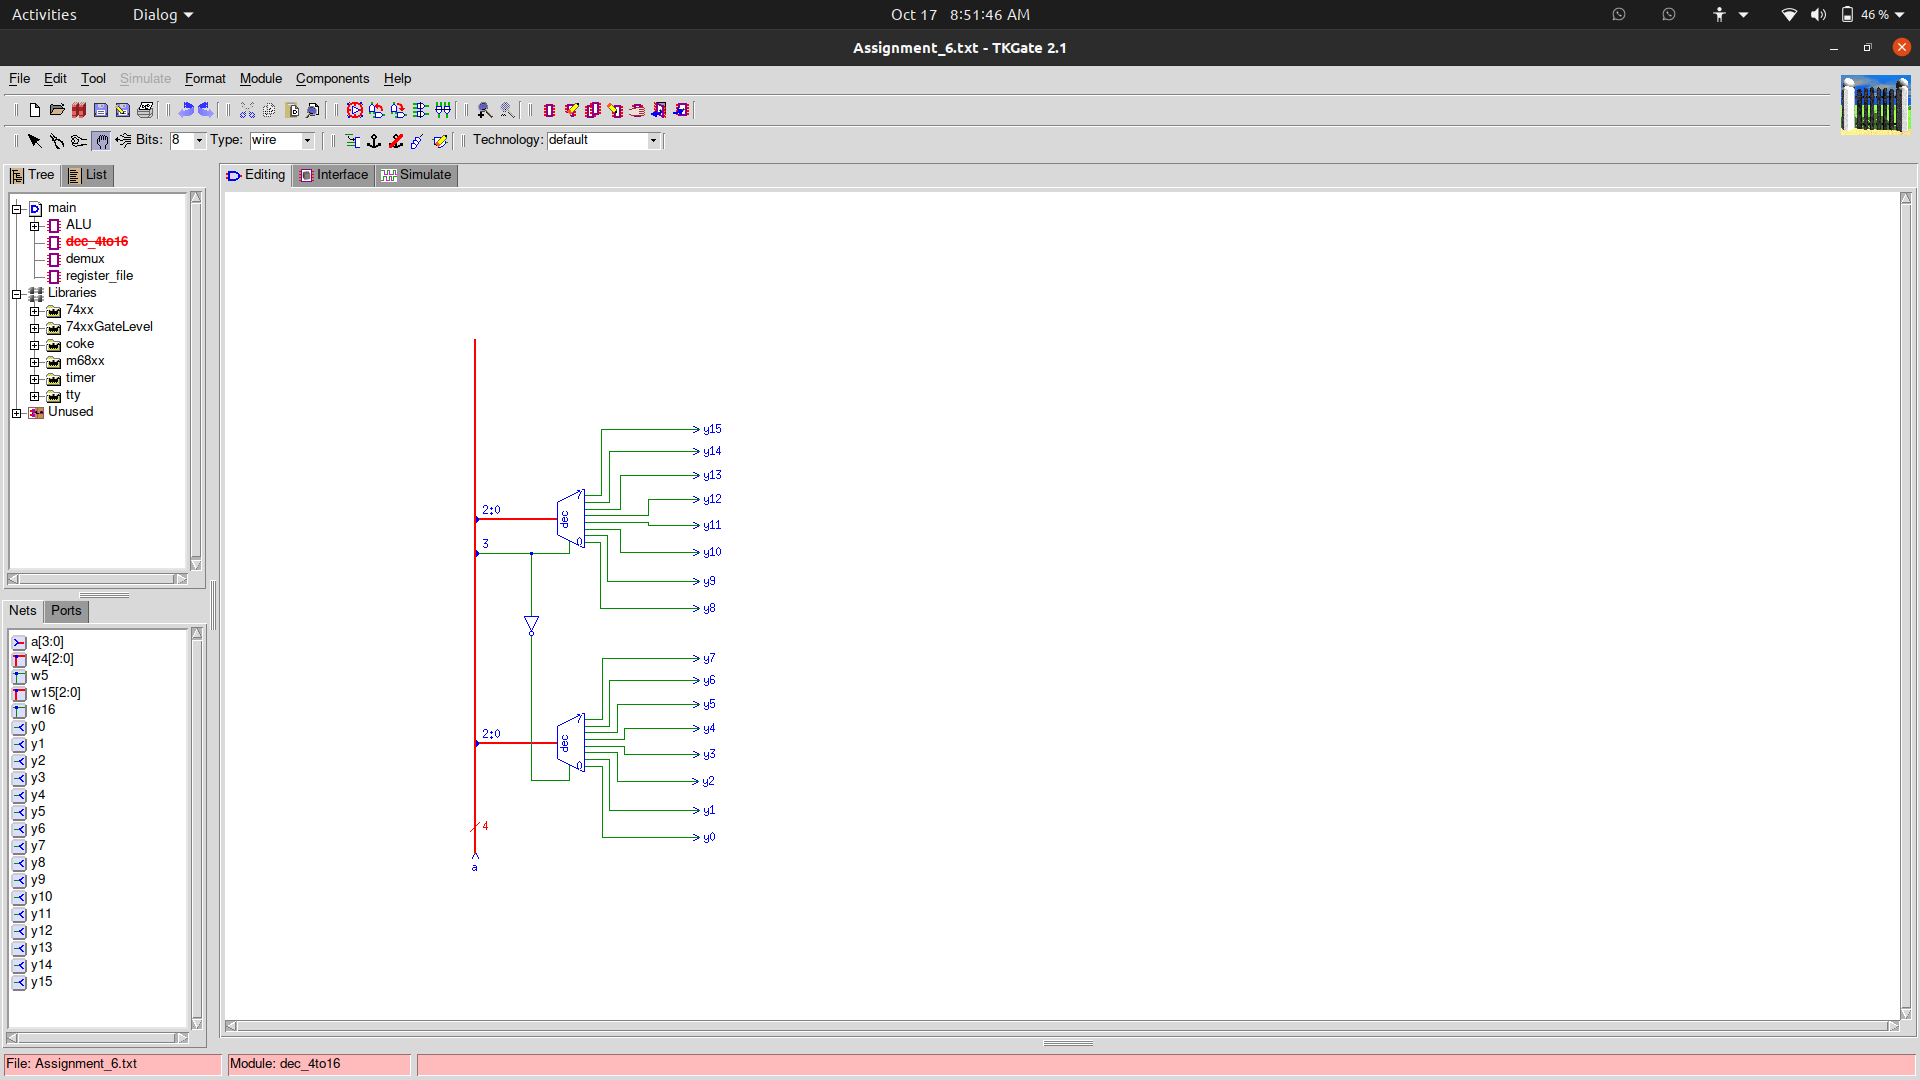 Activities
Dialog
Oct 17 8:51:46 AM
46 %
Assignment_6.txt - TKGate 2.1
File Edit Tool Simulate Format Module Components Help
Bits: 8 Type: wire Technology: default
Tree List
main
ALU
dec_4to16
demux
register_file
Libraries
74xx
74xxGateLevel
coke
m68xx
timer
tty
Unused
Nets Ports
a[3:0]
w4[2:0]
w5
w15[2:0]
w16
y0
y1
y2
y3
y4
y5
y6
y7
y8
y9
y10
y11
y12
y13
y14
y15
Editing Interface Simulate
y15
y14
y13
y12
y11
y10
y9
y8
2:0
3
7
dec
0
y7
y6
y5
y4
y3
y2
y1
y0
2:0
7
dec
0
4
a
File: Assignment_6.txt
Module: dec_4to16